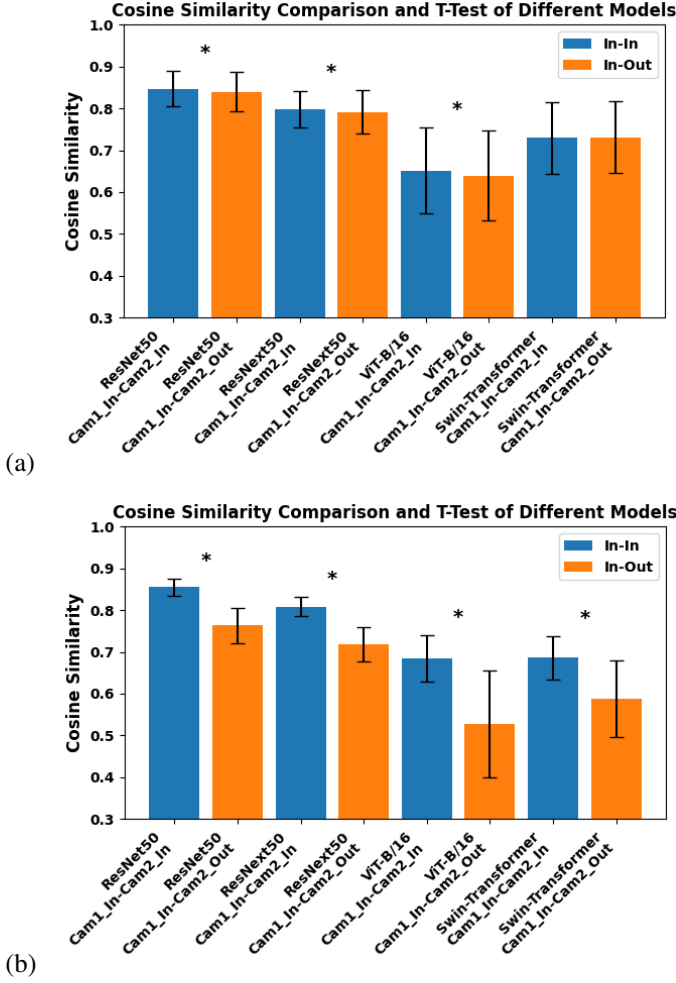 Cosine Similarity Comparison and T-Test of Different Models
1.0
0.9
0.8
0.7
0.6
0.5
0.4
0.3
Cosine Similarity
In-In
In-Out
*
*
*
ResNet50
Cam1_In-Cam2_In
ResNet50
Cam1_In-Cam2_Out
ResNext50
Cam1_In-Cam2_In
ResNext50
Cam1_In-Cam2_Out
ViT-B/16
Cam1_In-Cam2_In
ViT-B/16
Cam1_In-Cam2_Out
Swin-Transformer
Cam1_In-Cam2_In
Swin-Transformer
Cam1_In-Cam2_Out
(a)
Cosine Similarity Comparison and T-Test of Different Models
1.0
0.9
0.8
0.7
0.6
0.5
0.4
0.3
Cosine Similarity
In-In
In-Out
*
*
*
*
ResNet50
Cam1_In-Cam2_In
ResNet50
Cam1_In-Cam2_Out
ResNext50
Cam1_In-Cam2_In
ResNext50
Cam1_In-Cam2_Out
ViT-B/16
Cam1_In-Cam2_In
ViT-B/16
Cam1_In-Cam2_Out
Swin-Transformer
Cam1_In-Cam2_In
Swin-Transformer
Cam1_In-Cam2_Out
(b)